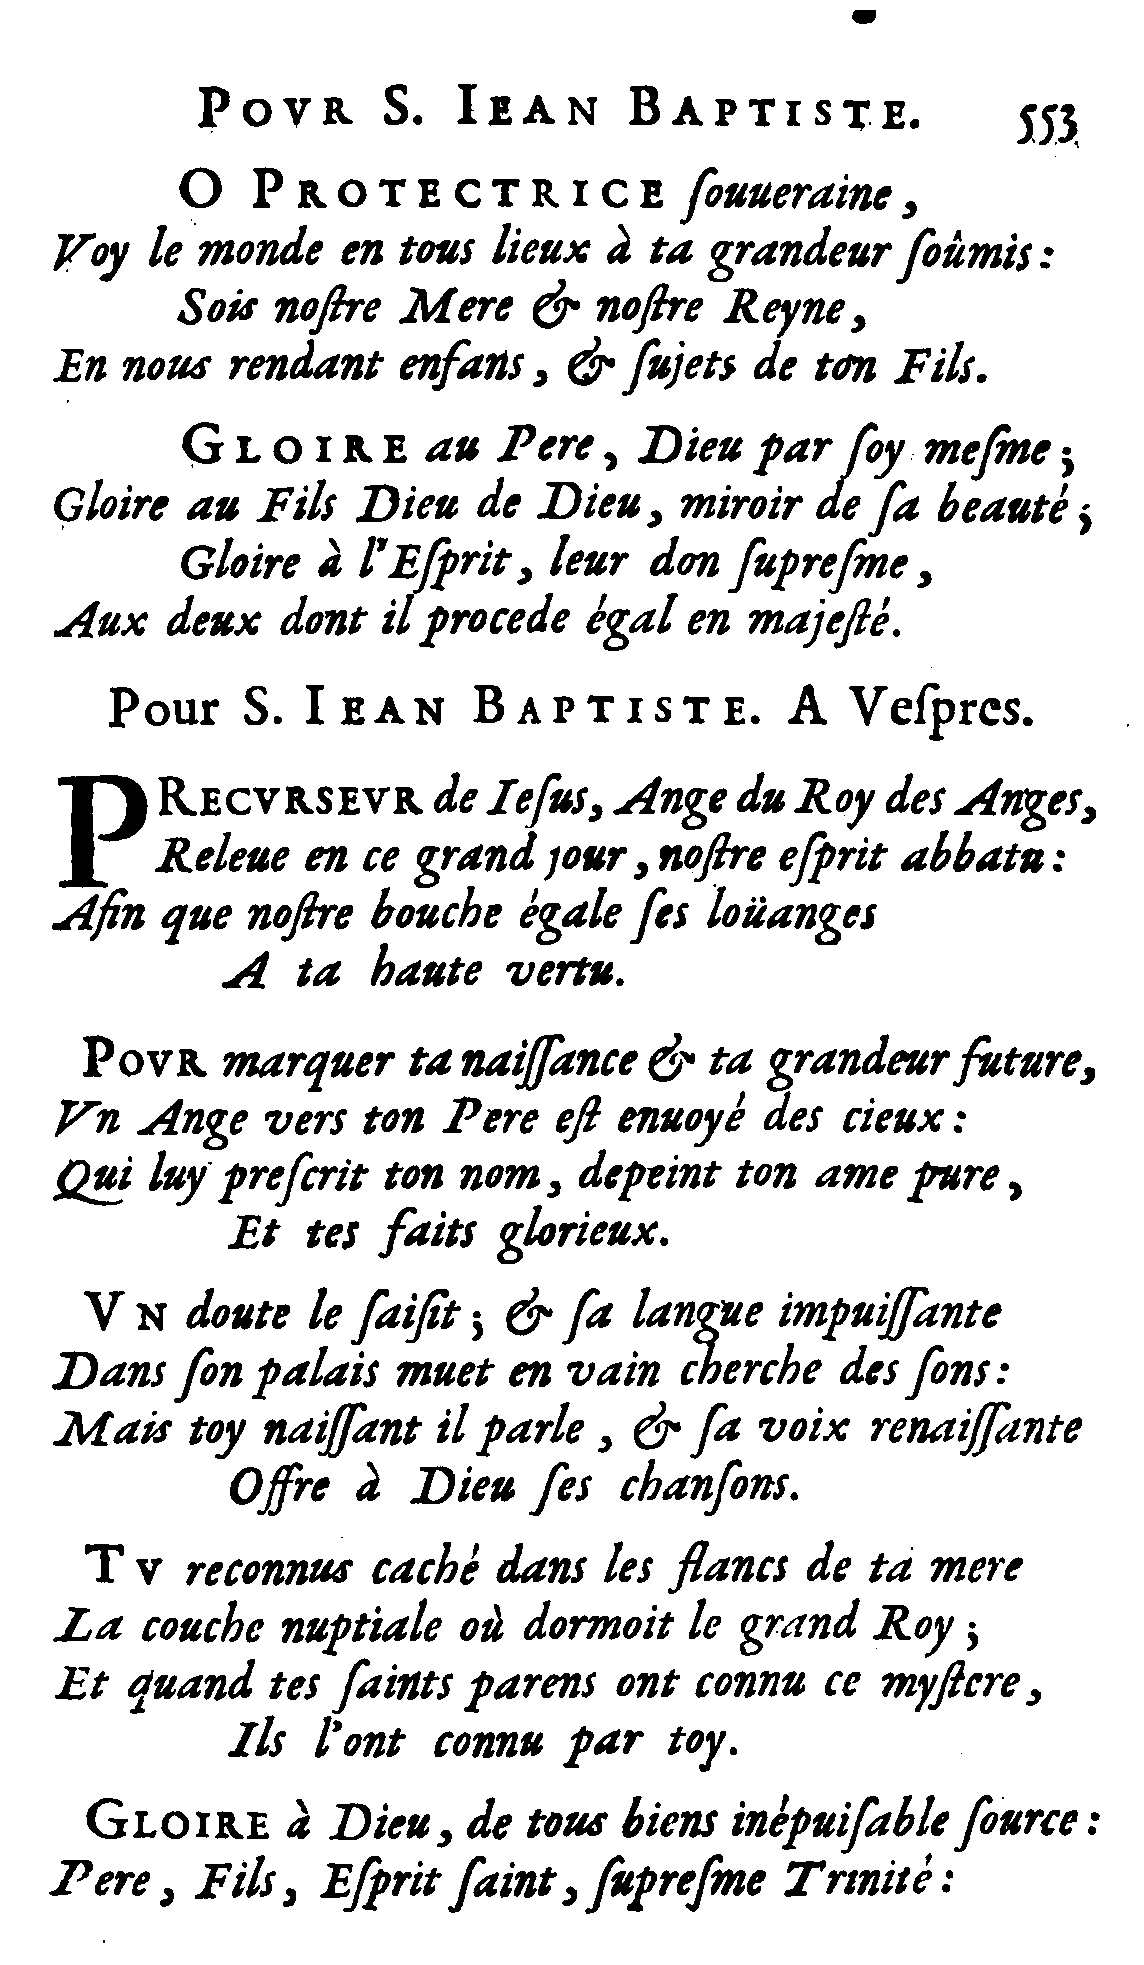 POVR S. IEAN BAPTISTE. 553
O PROTECTRICE ſouueraine,
Voy le monde en tous lieux à ta grandeur ſoûmis:
Sois noſtre Mere & noſtre Reyne,
En nous rendant enfans, & ſujets de ton Fils.
GLOIRE au Pere, Dieu par ſoy meſme;
Gloire au Fils Dieu de Dieu, miroir de ſa beauté;
Gloire à l'Eſprit, leur don ſupreſme,
Aux deux dont il procede égal en majeſté.
Pour S. IEAN BAPTISTE. A Veſpres.
PRECVRSEVR de Ieſus, Ange du Roy des Anges,
Releue en ce grand jour, noſtre eſprit abbatu:
Afin que noſtre bouche égale ſes loüanges
A ta haute vertu.
POVR marquer ta naiſſance & ta grandeur future,
Vn Ange vers ton Pere eſt enuoyé des cieux:
Qui luy preſcrit ton nom, depeint ton ame pure,
Et tes faits glorieux.
VN doute le ſaiſit; & ſa langue impuiſſante
Dans ſon palais muet en vain cherche des ſons:
Mais toy naiſſant il parle, & ſa voix renaiſſante
Offre à Dieu ſes chanſons.
TV reconnus caché dans les flancs de ta mere
La couche nuptiale où dormoit le grand Roy;
Et quand tes ſaints parens ont connu ce myſtere,
Ils l'ont connu par toy.
GLOIRE à Dieu, de tous biens inépuiſable ſource:
Pere, Fils, Eſprit ſaint, ſupreſme Trinité: